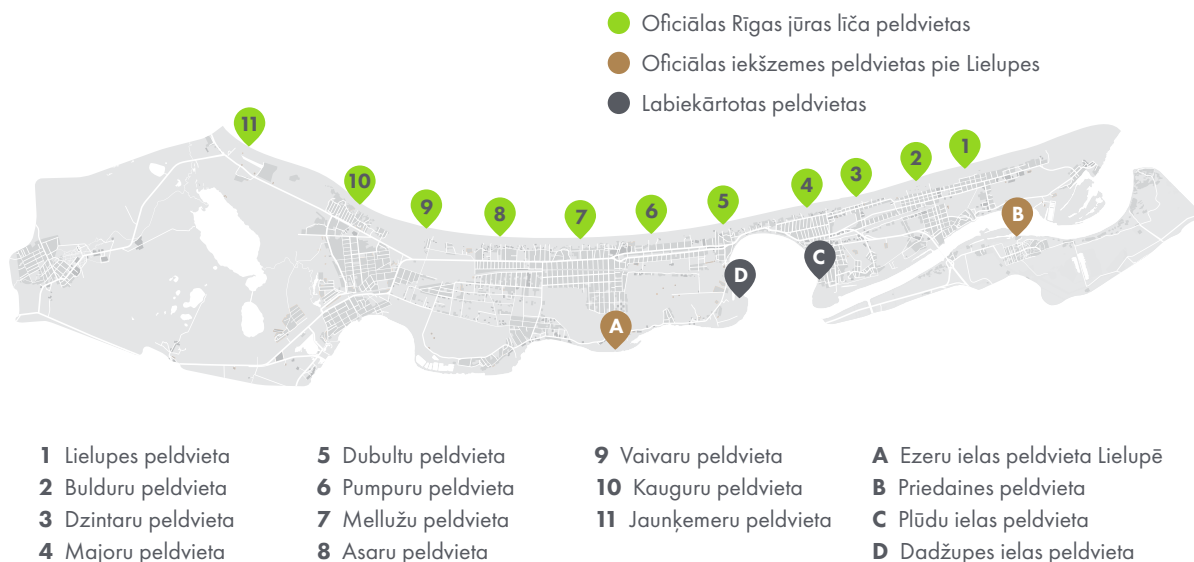 Oficiālas Rīgas jūras līča peldvietas
Oficiālas iekšzemes peldvietas pie Lielupes
Labiekārtotas peldvietas
11
10
9
8
7
6
5
4
3
2
1
B
C
D
A
1 Lielupes peldvieta
2 Bulduru peldvieta
3 Dzintaru peldvieta
4 Majoru peldvieta
5 Dubultu peldvieta
6 Pumpuru peldvieta
7 Mellužu peldvieta
8 Asaru peldvieta
9 Vaivaru peldvieta
10 Kauguru peldvieta
11 Jaunķemeru peldvieta
A Ezeru ielas peldvieta Lielupē
B Priedaines peldvieta
C Plūdu ielas peldvieta
D Dadžupes ielas peldvieta